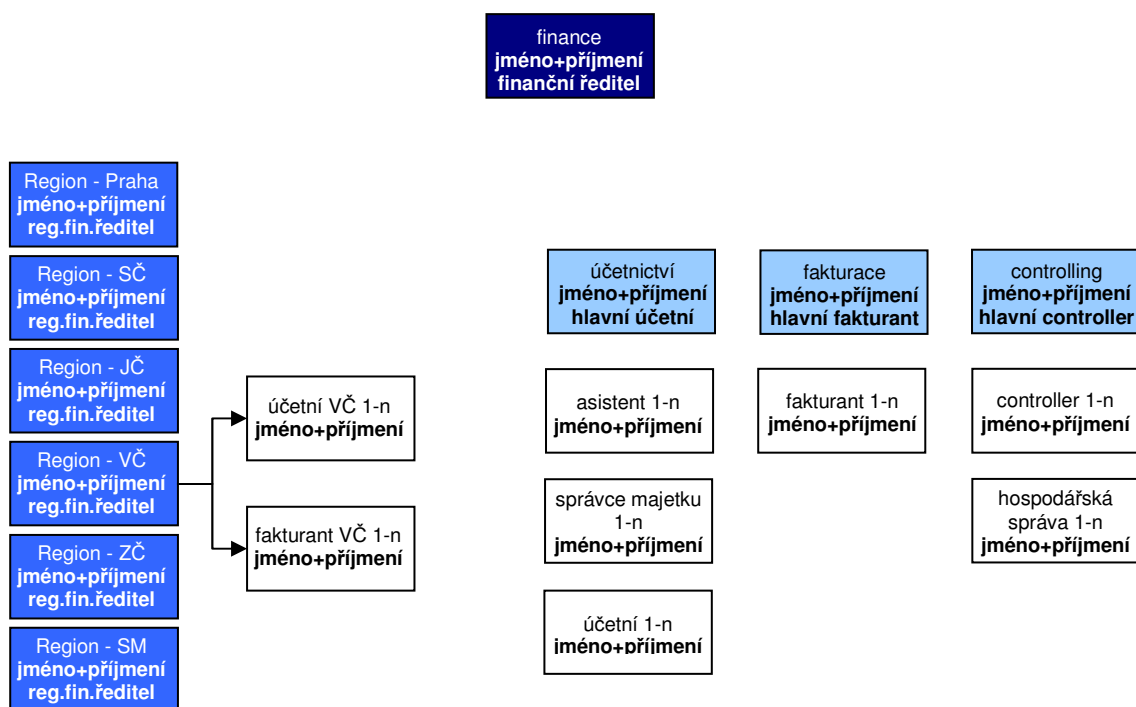 finance
jméno+příjmení
finanční ředitel
Region - Praha
jméno+příjmení
reg.fin.ředitel
Region - SČ
jméno+příjmení
reg.fin.ředitel
Region - JČ
jméno+příjmení
reg.fin.ředitel
Region - VČ
jméno+příjmení
reg.fin.ředitel
Region - ZČ
jméno+příjmení
reg.fin.ředitel
Region - SM
jméno+příjmení
reg.fin.ředitel
účetní VČ 1-n
jméno+příjmení
fakturant VČ 1-n
jméno+příjmení
účetnictví
jméno+příjmení
hlavní účetní
asistent 1-n
jméno+příjmení
správce majetku
1-n
jméno+příjmení
účetní 1-n
jméno+příjmení
fakturace
jméno+příjmení
hlavní fakturant
fakturant 1-n
jméno+příjmení
controlling
jméno+příjmení
hlavní controller
controller 1-n
jméno+příjmení
hospodářská
správa 1-n
jméno+příjmení